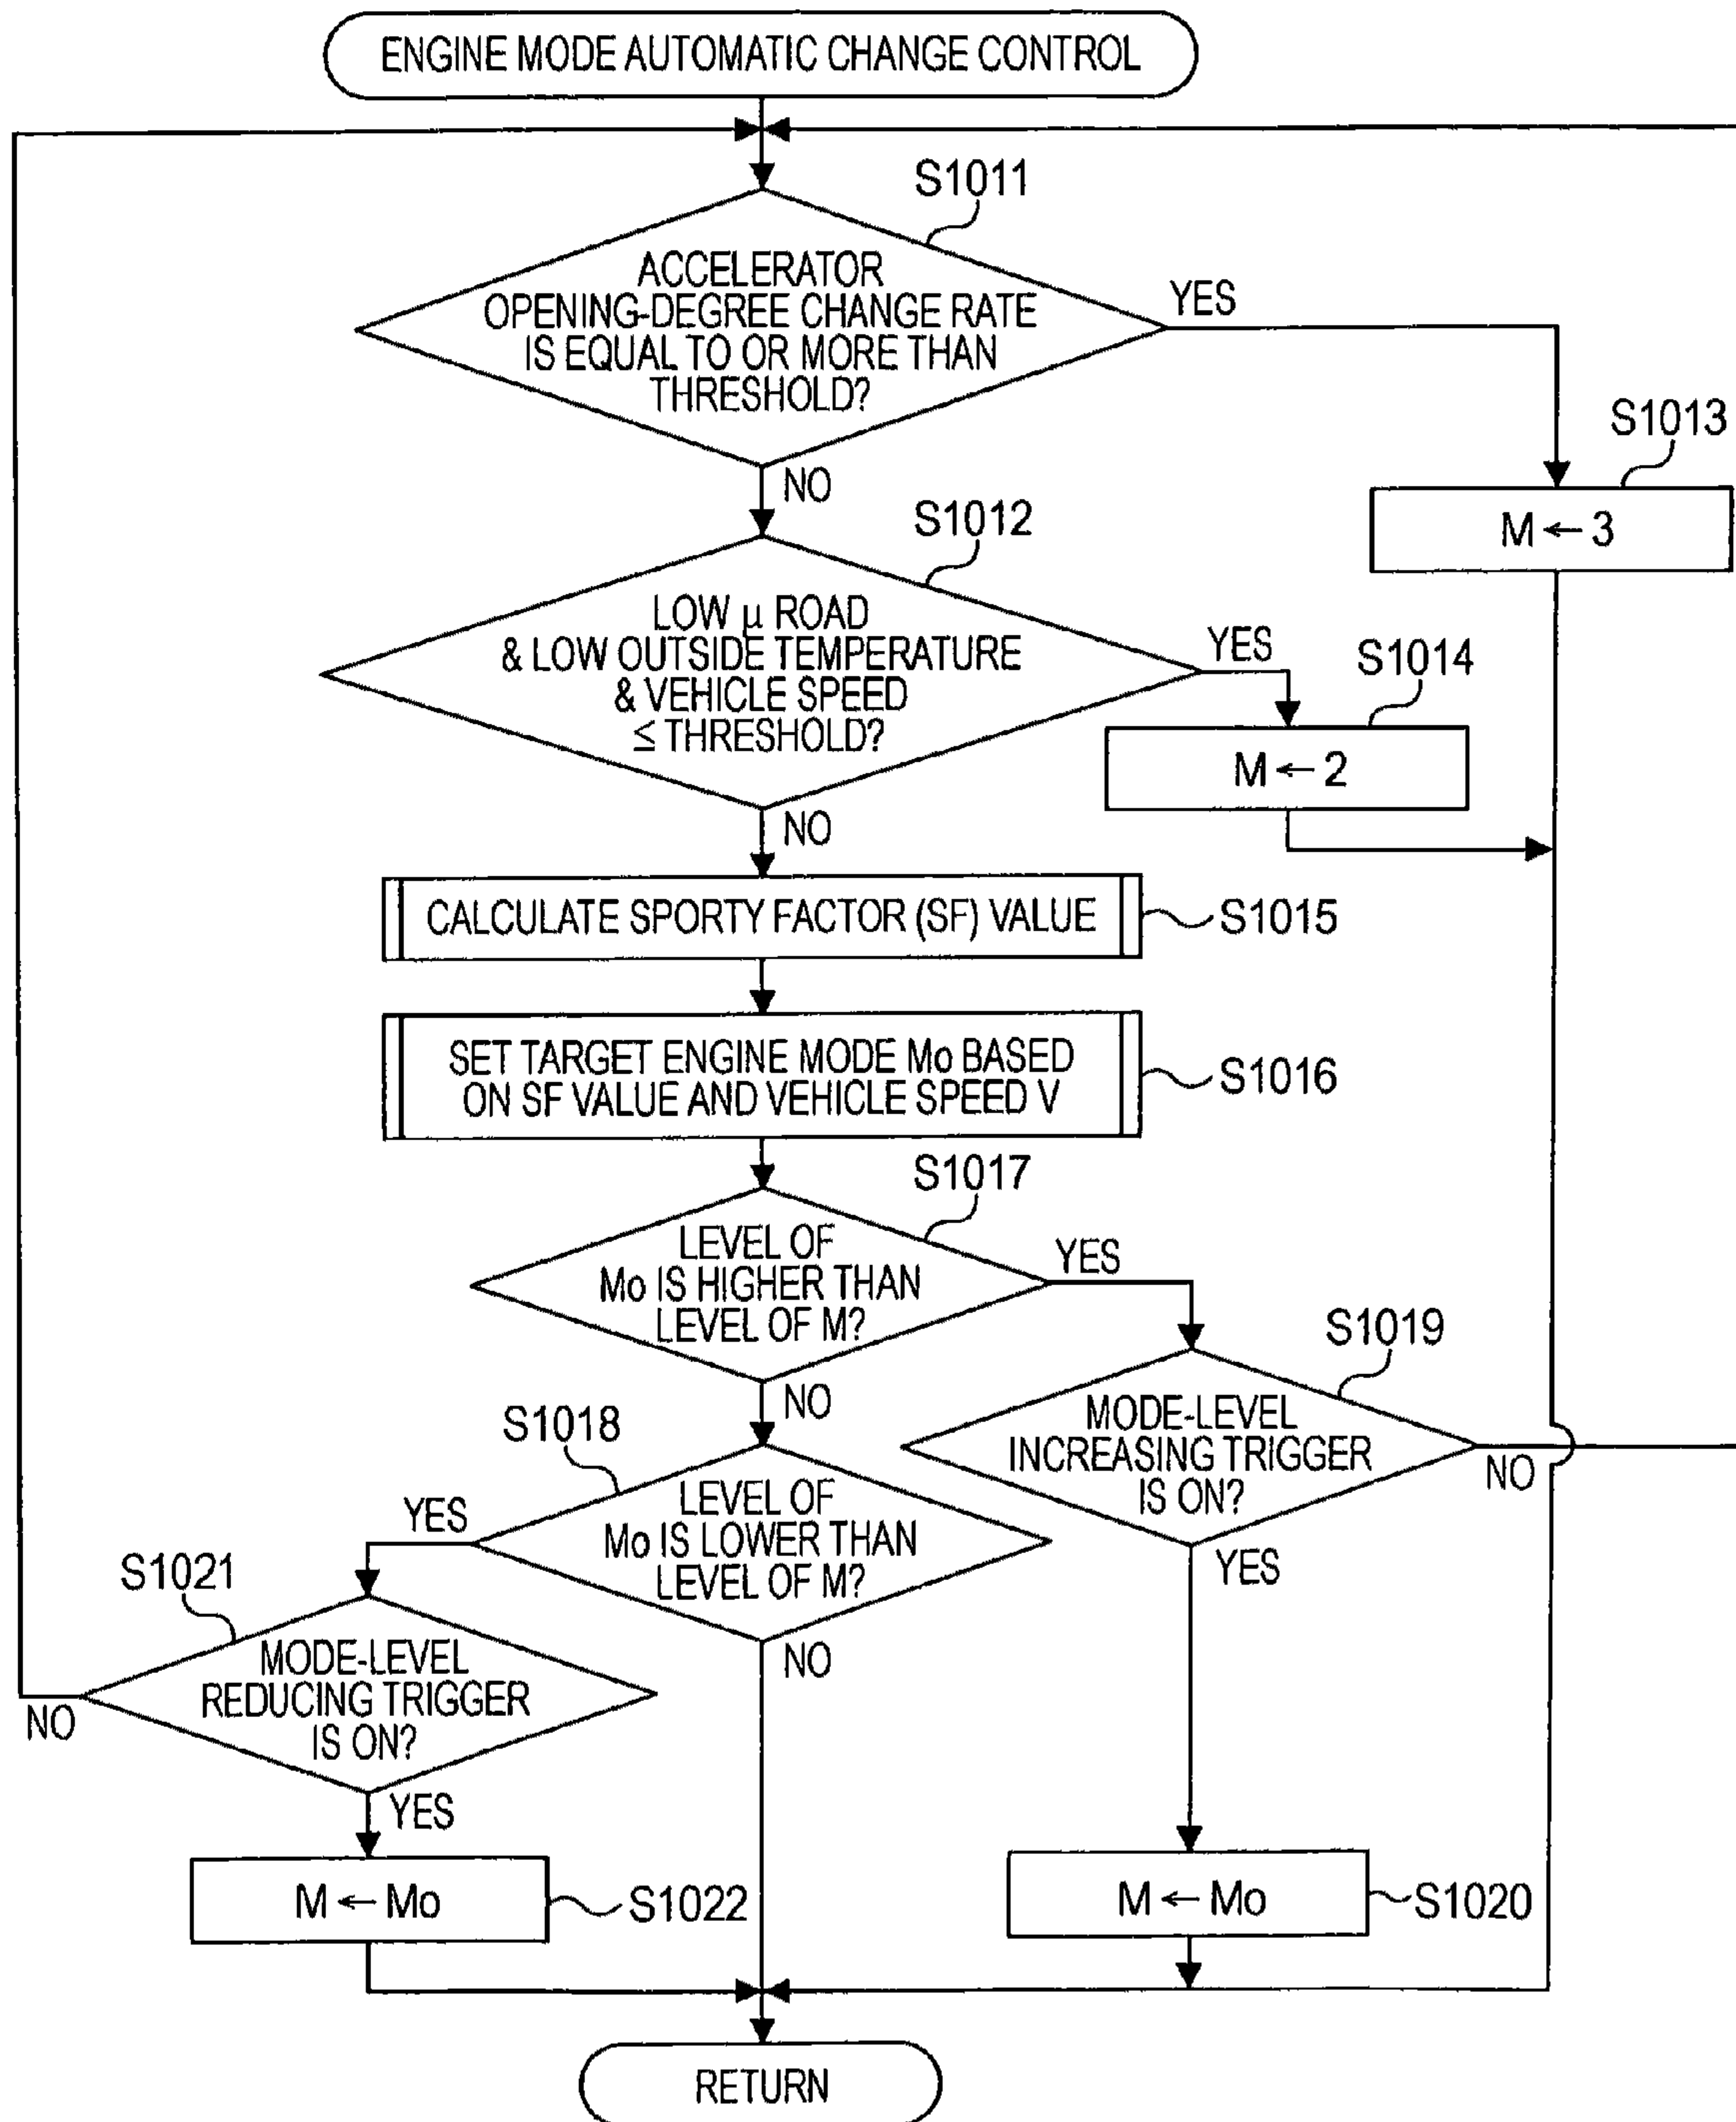 ENGINE MODE AUTOMATIC CHANGE CONTROL
S1011
ACCELERATOR
OPENING-DEGREE CHANGE RATE
IS EQUAL TO OR MORE THAN
THRESHOLD?
YES
NO
S1013
M ← 3
S1012
LOW μ ROAD
& LOW OUTSIDE TEMPERATURE
& VEHICLE SPEED
≤ THRESHOLD?
YES
NO
S1014
M ← 2
CALCULATE SPORTY FACTOR (SF) VALUE
S1015
SET TARGET ENGINE MODE Mo BASED
ON SF VALUE AND VEHICLE SPEED V
S1016
S1017
LEVEL OF
Mo IS HIGHER THAN
LEVEL OF M?
YES
NO
S1019
MODE-LEVEL
INCREASING TRIGGER
IS ON?
NO
YES
S1018
LEVEL OF
Mo IS LOWER THAN
LEVEL OF M?
YES
NO
S1021
MODE-LEVEL
REDUCING TRIGGER
IS ON?
NO
YES
M ← Mo
S1022
M ← Mo
S1020
RETURN